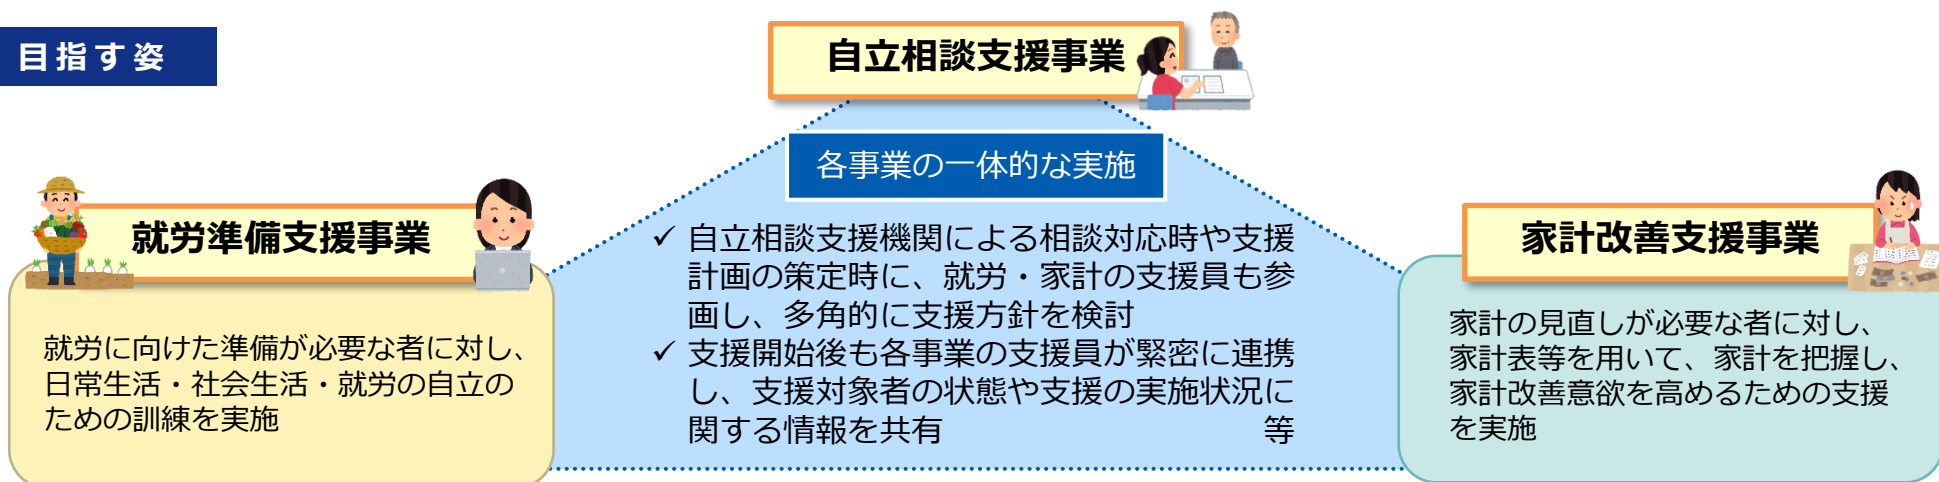 目指す姿
自立相談支援事業
各事業の一体的な実施
✓ 自立相談支援機関による相談対応時や支援
計画の策定時に、就労・家計の支援員も参
画し、多角的に支援方針を検討
✓ 支援開始後も各事業の支援員が緊密に連携
し、支援対象者の状態や支援の実施状況に
関する情報を共有 等
就労準備支援事業
就労に向けた準備が必要な者に対し、
日常生活・社会生活・就労の自立の
ための訓練を実施
家計改善支援事業
家計の見直しが必要な者に対し、
家計表等を用いて、家計を把握し、
家計改善意欲を高めるための支援
を実施